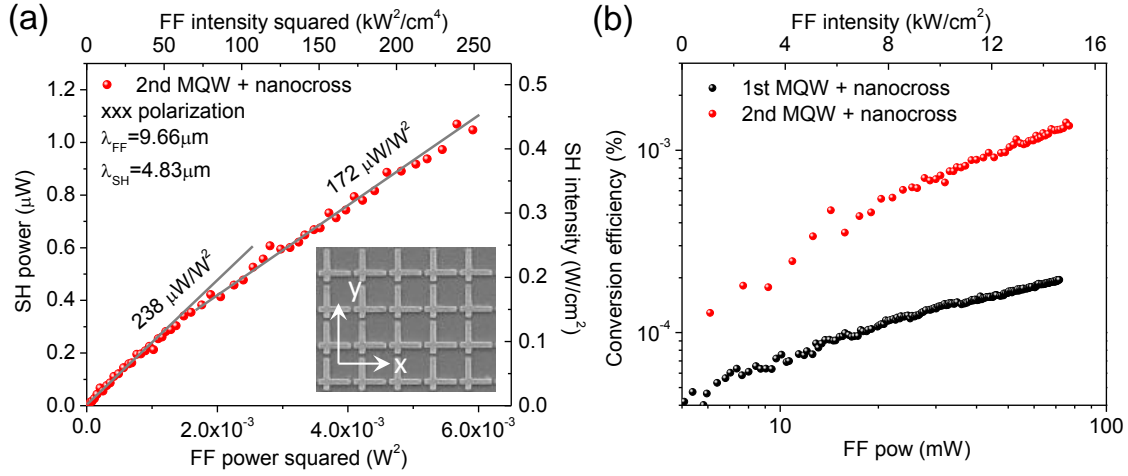 (a)
FF intensity squared (kW²/cm⁴)
0 50 100 150 200 250
SH power (µW)
1.2
1.0
0.8
0.6
0.4
0.2
0.0
2nd MQW + nanocross
xxx polarization
λFF=9.66µm
λSH=4.83µm
172 µW/W²
238 µW/W²
y
x
0.5
0.4
0.3
0.2
0.1
0.0
SH intensity (W/cm²)
0.0 2.0x10⁻³ 4.0x10⁻³ 6.0x10⁻³
FF power squared (W²)
(b)
FF intensity (mW/cm²)
0 4 8 12 16
Conversion efficiency (%)
10⁻³
10⁻⁴
1st MQW + nanocross
2nd MQW + nanocross
10 100
FF pow (mW)